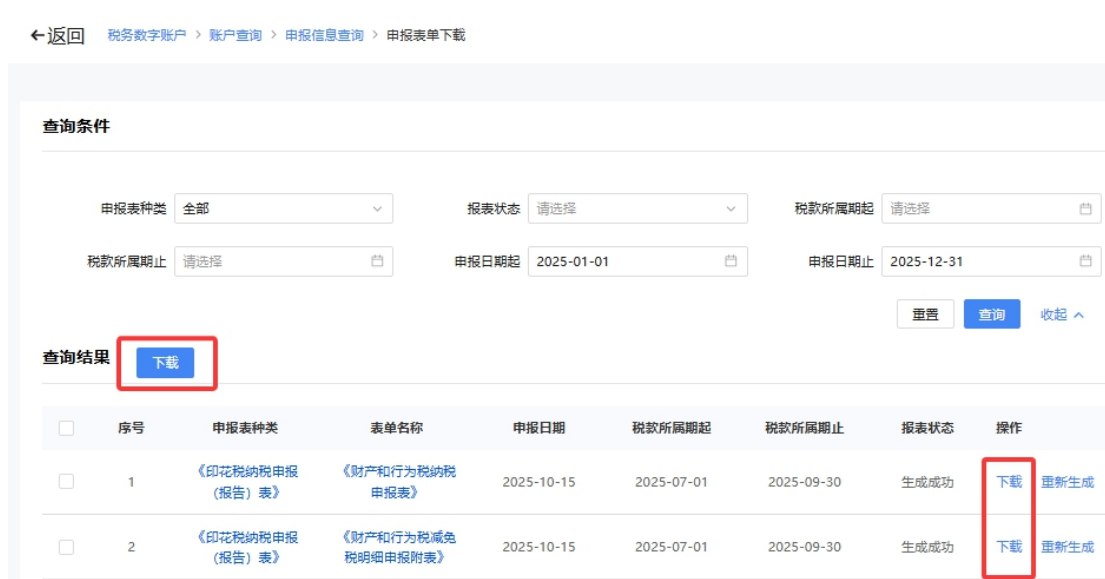 ←返回 税务数字账户 > 账户查询 > 申报信息查询 > 申报表单下载
查询条件
申报表种类 全部 报表状态 请选择 税款所属期起 请选择
税款所属期止 请选择 申报日期起 2025-01-01 申报日期止 2025-12-31
重置 查询 收起
查询结果 下载
序号 申报表种类 表单名称 申报日期 税款所属期起 税款所属期止 报表状态 操作
《印花税纳税申报 《财产和行为税纳税
1 2025-10-15 2025-07-01 2025-09-30 生成成功 下载 重新生成
（报告）表》 申报表》
《印花税纳税申报 《财产和行为税减免
2 2025-10-15 2025-07-01 2025-09-30 生成成功 下载 重新生成
（报告）表》 税明细申报附表》